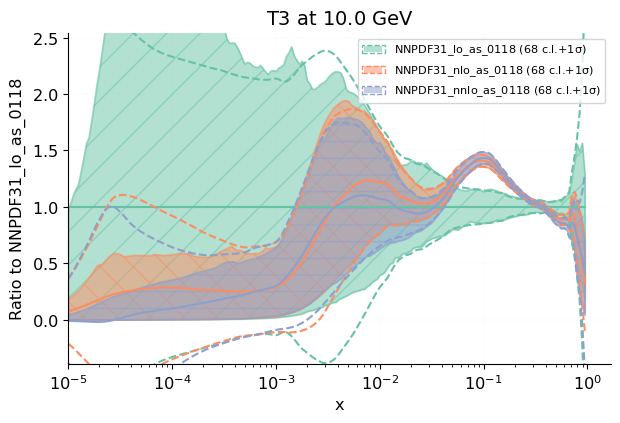 T3 at 10.0 GeV
Ratio to NNPDF31_lo_as_0118
2.5
2.0
1.5
1.0
0.5
0.0
NNPDF31_lo_as_0118 (68 c.l.+1σ)
NNPDF31_nlo_as_0118 (68 c.l.+1σ)
NNPDF31_nnlo_as_0118 (68 c.l.+1σ)
10⁻⁵ 10⁻⁴ 10⁻³ 10⁻² 10⁻¹ 10⁰
x